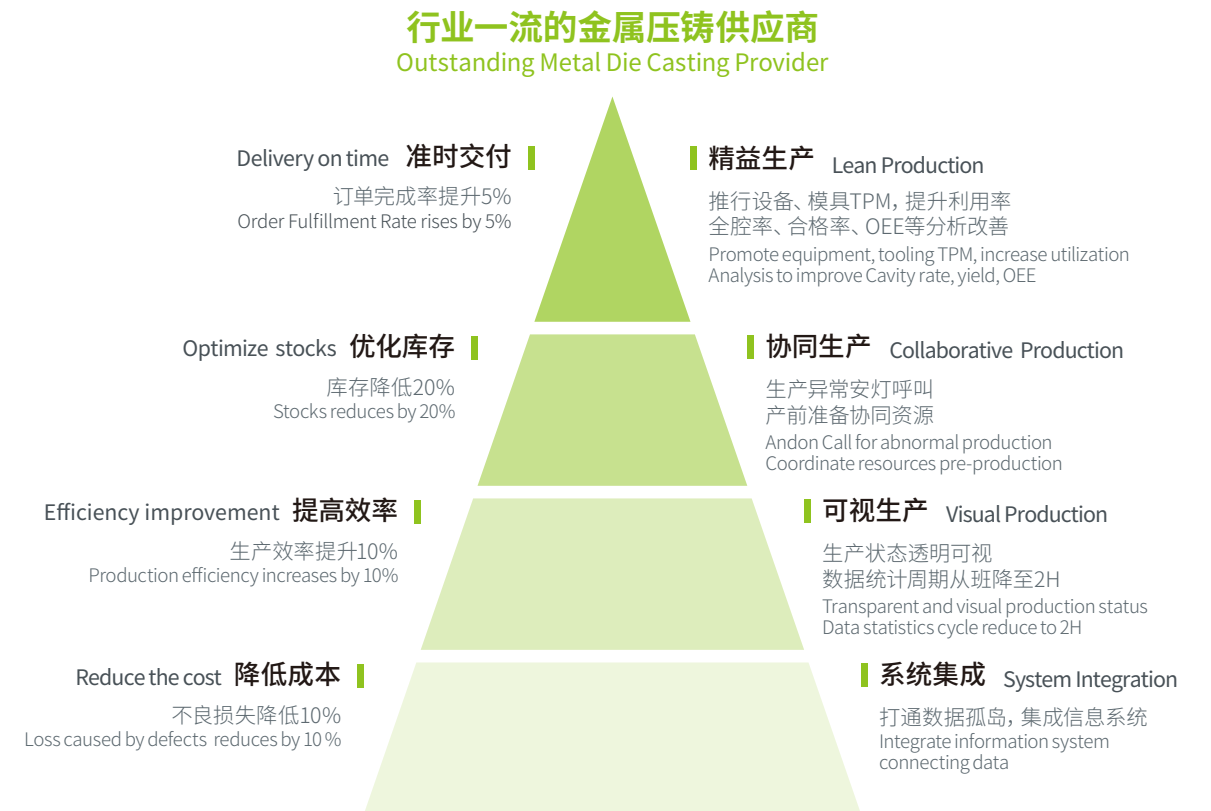 行业一流的金属压铸供应商
Outstanding Metal Die Casting Provider
Delivery on time 准时交付
订单完成率提升5%
Order Fulfillment Rate rises by 5%
精益生产 Lean Production
推行设备、模具TPM, 提升利用率
全腔率、合格率、OEE等分析改善
Promote equipment, tooling TPM, increase utilization
Analysis to improve Cavity rate, yield, OEE
Optimize stocks 优化库存
库存降低20%
Stocks reduces by 20%
协同生产 Collaborative Production
生产异常安灯呼叫
产前准备协同资源
Andon Call for abnormal production
Coordinate resources pre-production
Efficiency improvement 提高效率
生产效率提升10%
Production efficiency increases by 10%
可视生产 Visual Production
生产状态透明可视
数据统计周期从班降至2H
Transparent and visual production status
Data statistics cycle reduce to 2H
Reduce the cost 降低成本
不良损失降低10%
Loss caused by defects reduces by 10 %
系统集成 System Integration
打通数据孤岛, 集成信息系统
Integrate information system
connecting data